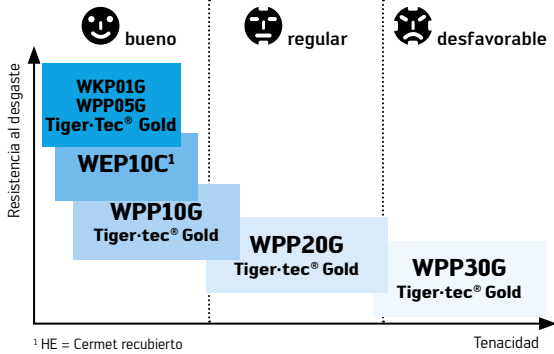 bueno
regular
desfavorable
Resistencia al desgaste
WKP01G
WPP05G
Tiger·Tec® Gold
WEP10C¹
WPP10G
Tiger·tec® Gold
WPP20G
Tiger·tec® Gold
WPP30G
Tiger·tec® Gold
¹ HE = Cermet recubierto
Tenacidad